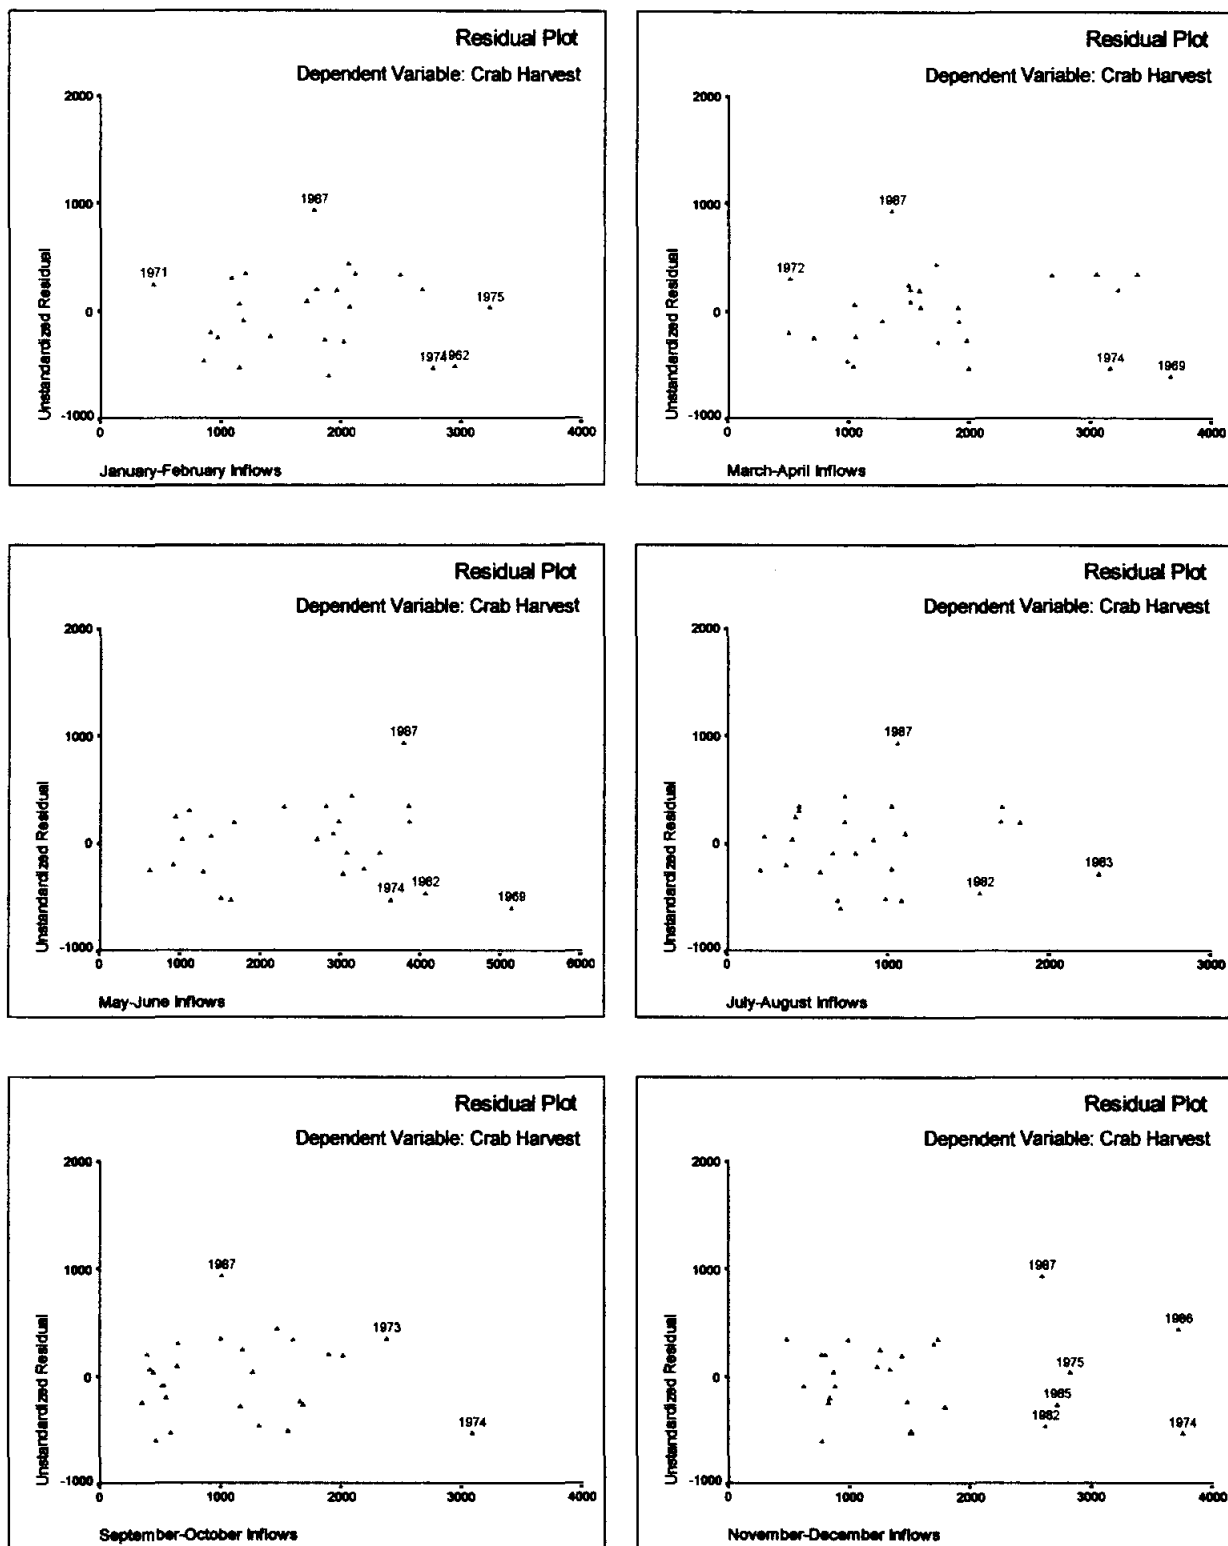 Residual Plot
Dependent Variable: Crab Harvest
2000
1000
0
-1000
Unstandardized Residual
1987
1971
1975
1974 1962
0 1000 2000 3000 4000
January-February Inflows
Residual Plot
Dependent Variable: Crab Harvest
2000
1000
0
-1000
Unstandardized Residual
1987
1972
1974
1969
0 1000 2000 3000 4000
March-April Inflows
Residual Plot
Dependent Variable: Crab Harvest
2000
1000
0
-1000
Unstandardized Residual
1987
1974
1982
1969
0 1000 2000 3000 4000 5000 6000
May-June Inflows
Residual Plot
Dependent Variable: Crab Harvest
2000
1000
0
-1000
Unstandardized Residual
1987
1982
1983
0 1000 2000 3000
July-August Inflows
Residual Plot
Dependent Variable: Crab Harvest
2000
1000
0
-1000
Unstandardized Residual
1987
1973
1974
0 1000 2000 3000 4000
September-October Inflows
Residual Plot
Dependent Variable: Crab Harvest
2000
1000
0
-1000
Unstandardized Residual
1987
1986
1975
1985
1982
1974
0 1000 2000 3000 4000
November-December Inflows